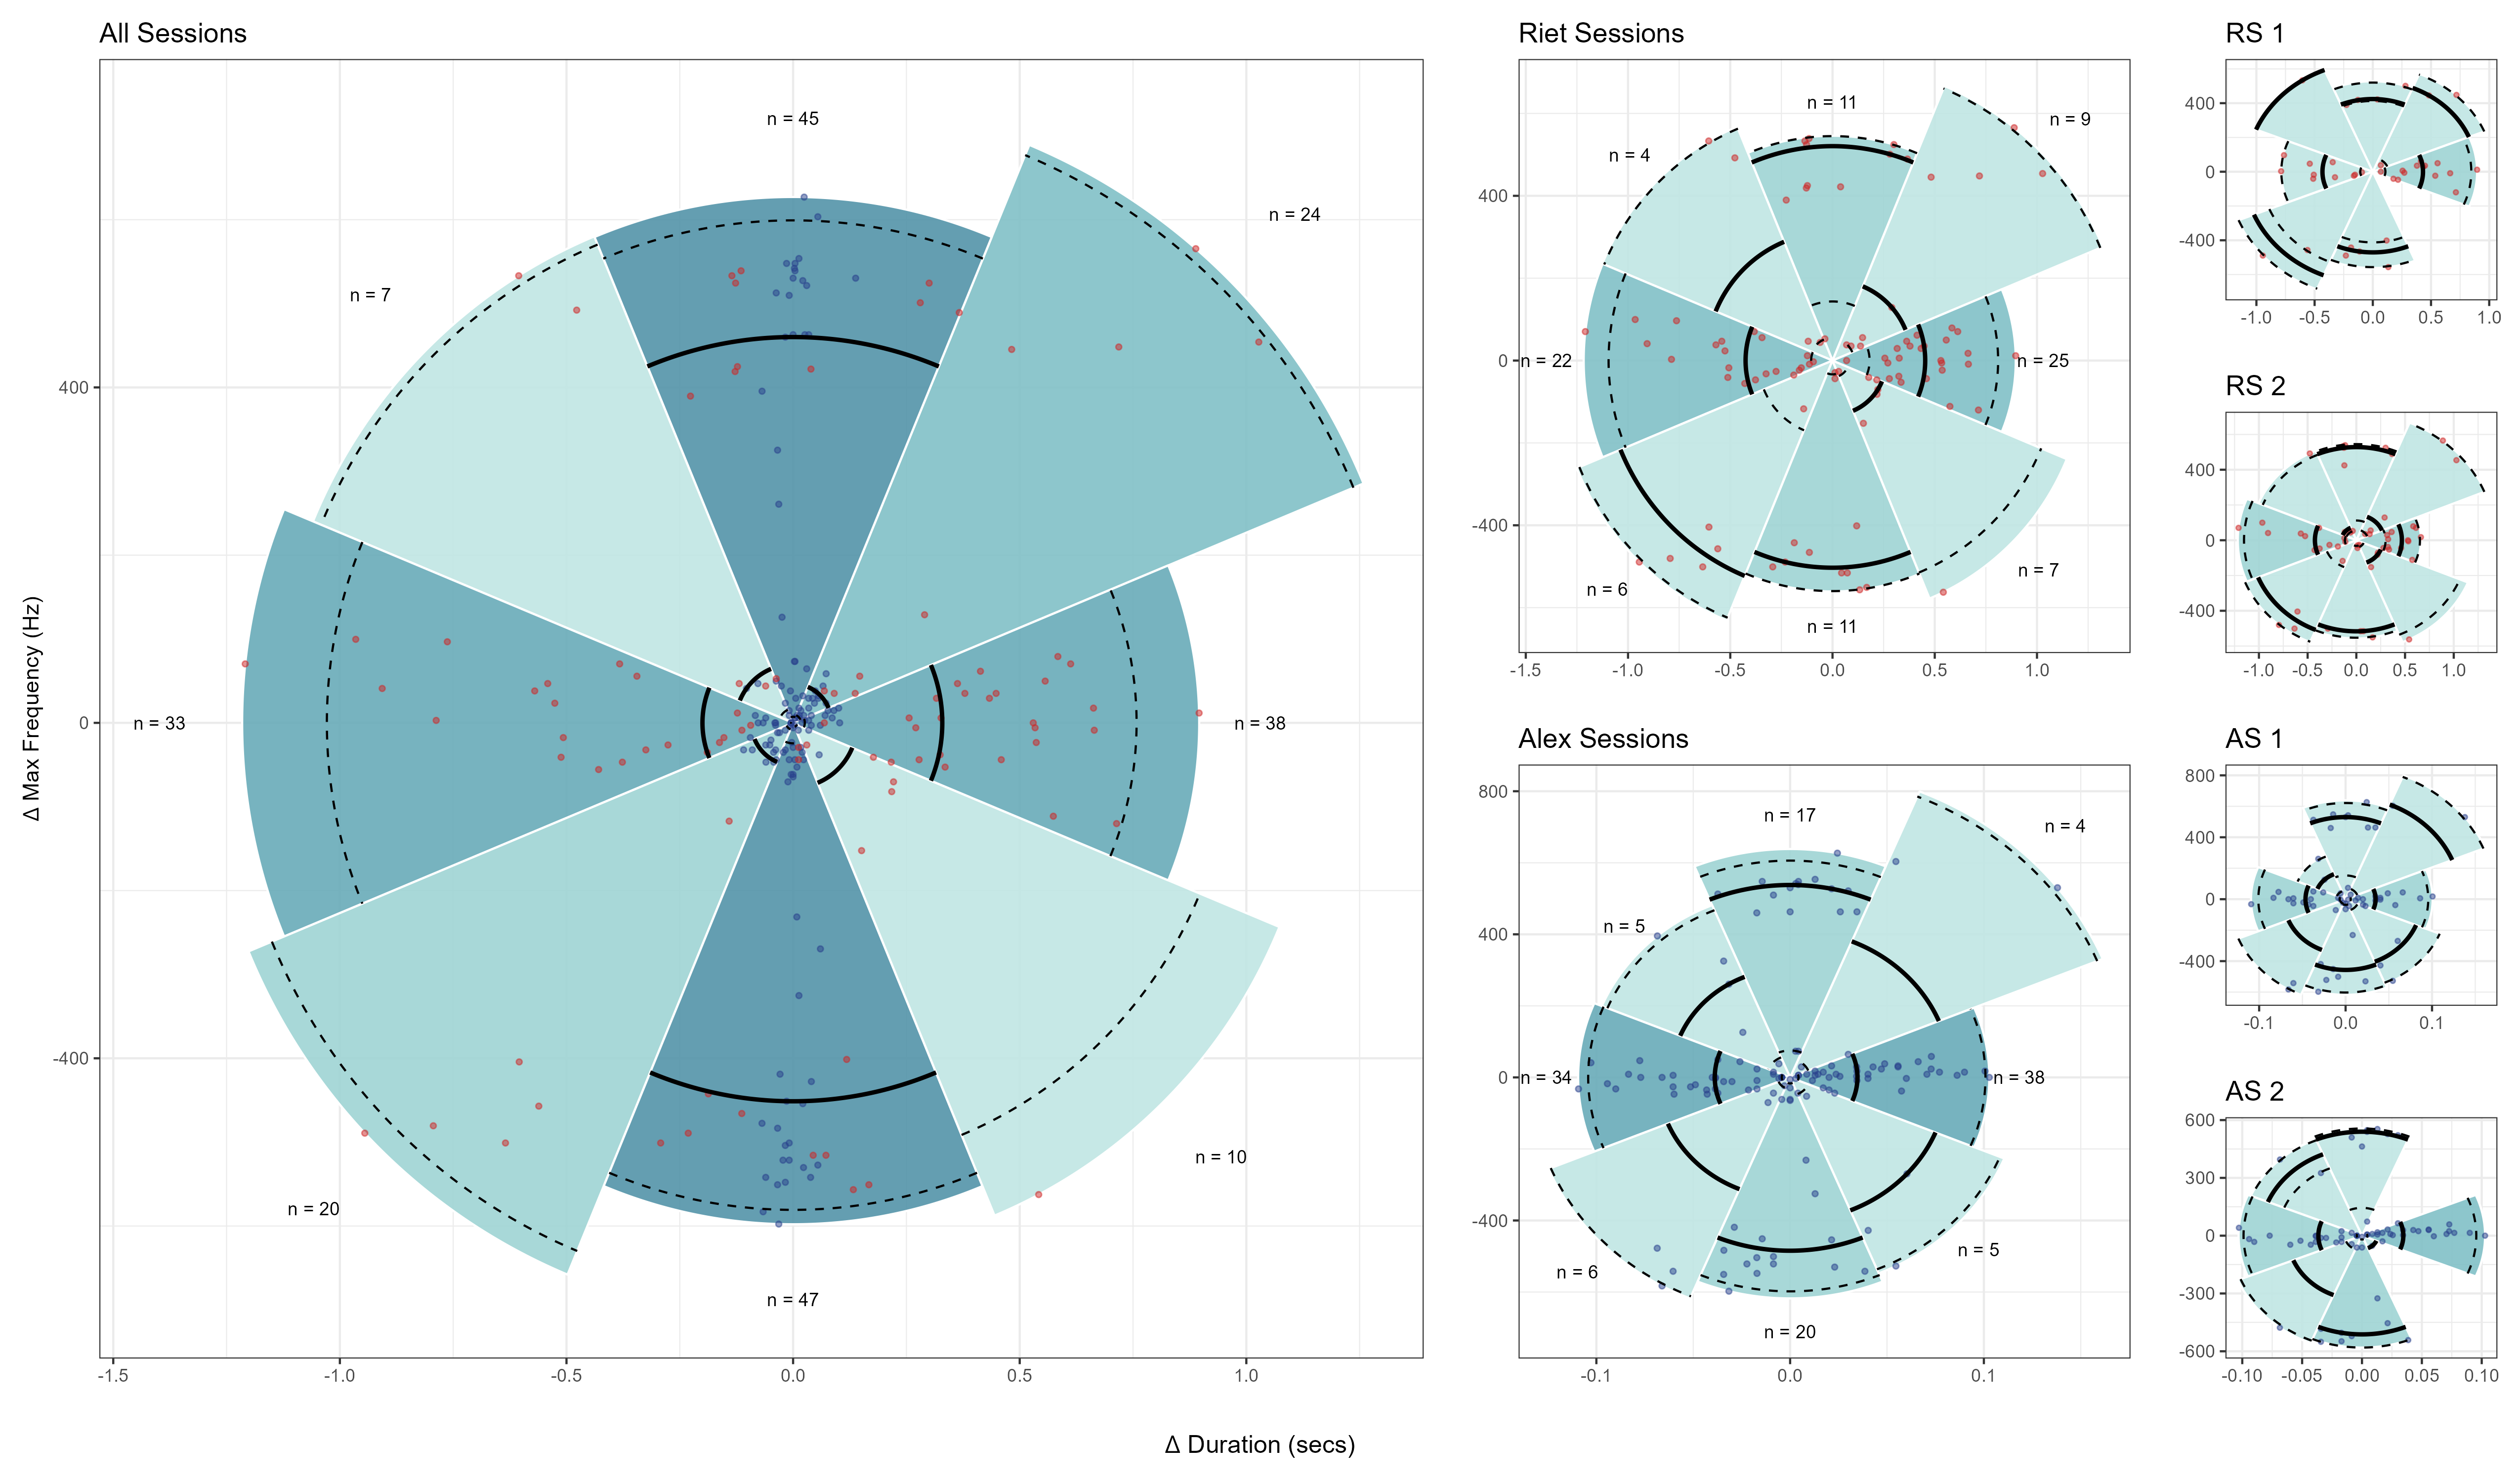 All Sessions
n = 45
n = 24
n = 7
n = 33
n = 38
n = 20
n = 10
n = 47
400
0
-400
-1.5
-1.0
-0.5
0.0
0.5
1.0
Δ Max Frequency (Hz)
Δ Duration (secs)
Riet Sessions
n = 11
n = 9
n = 4
n = 22
n = 25
n = 6
n = 7
n = 11
400
0
-400
-1.5
-1.0
-0.5
0.0
0.5
1.0
Alex Sessions
n = 17
n = 4
n = 5
n = 34
n = 38
n = 6
n = 5
n = 20
800
400
0
-400
-0.1
0.0
0.1
RS 1
400
0
-400
-1.0
-0.5
0.0
0.5
1.0
RS 2
400
0
-400
-1.0
-0.5
0.0
0.5
1.0
AS 1
800
400
0
-400
-0.1
0.0
0.1
AS 2
600
300
0
-300
-600
-0.10
-0.05
0.00
0.05
0.10